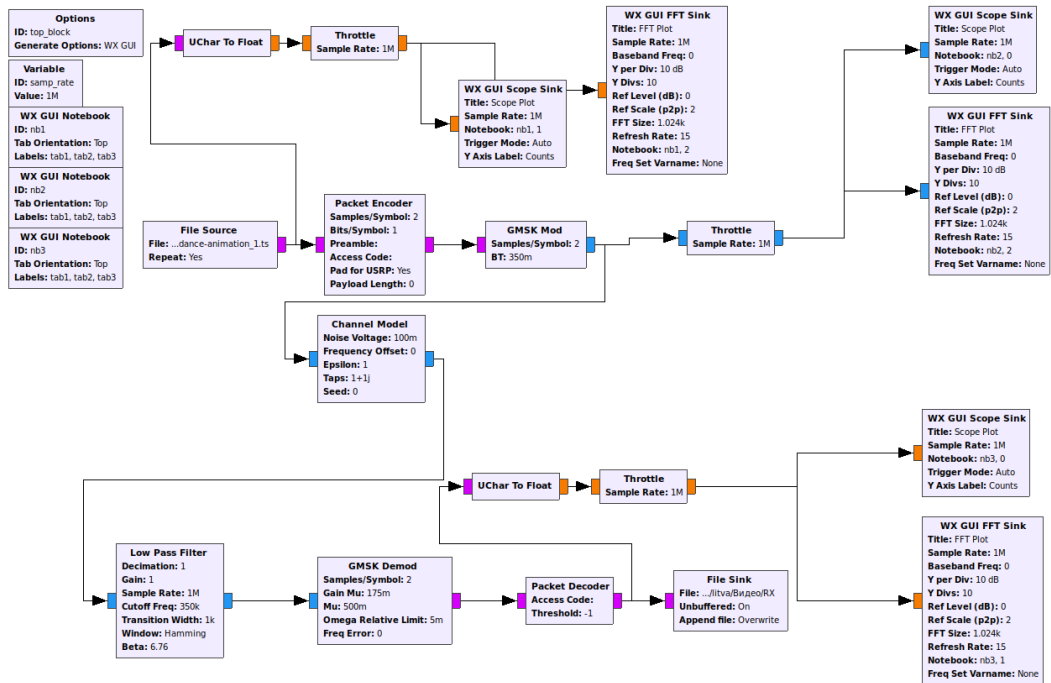 Options
ID: top_block
Generate Options: WX GUI
Variable
ID: samp_rate
Value: 1M
WX GUI Notebook
ID: nb1
Tab Orientation: Top
Labels: tab1, tab2, tab3
WX GUI Notebook
ID: nb2
Tab Orientation: Top
Labels: tab1, tab2, tab3
WX GUI Notebook
ID: nb3
Tab Orientation: Top
Labels: tab1, tab2, tab3
UChar To Float
Throttle
Sample Rate: 1M
WX GUI Scope Sink
Title: Scope Plot
Sample Rate: 1M
Notebook: nb1, 1
Trigger Mode: Auto
Y Axis Label: Counts
WX GUI FFT Sink
Title: FFT Plot
Sample Rate: 1M
Baseband Freq: 0
Y per Div: 10 dB
Y Divs: 10
Ref Level (dB): 0
Ref Scale (p2p): 2
FFT Size: 1.024k
Refresh Rate: 15
Notebook: nb1, 2
Freq Set Varname: None
WX GUI Scope Sink
Title: Scope Plot
Sample Rate: 1M
Notebook: nb2, 0
Trigger Mode: Auto
Y Axis Label: Counts
WX GUI FFT Sink
Title: FFT Plot
Sample Rate: 1M
Baseband Freq: 0
Y per Div: 10 dB
Y Divs: 10
Ref Level (dB): 0
Ref Scale (p2p): 2
FFT Size: 1.024k
Refresh Rate: 15
Notebook: nb2, 2
Freq Set Varname: None
File Source
File: ...dance-animation_1.ts
Repeat: Yes
Packet Encoder
Samples/Symbol: 2
Bits/Symbol: 1
Preamble:
Access Code:
Pad for USRP: Yes
Payload Length: 0
GMSK Mod
Samples/Symbol: 2
BT: 350m
Throttle
Sample Rate: 1M
Channel Model
Noise Voltage: 100m
Frequency Offset: 0
Epsilon: 1
Taps: 1+1j
Seed: 0
UChar To Float
Throttle
Sample Rate: 1M
WX GUI Scope Sink
Title: Scope Plot
Sample Rate: 1M
Notebook: nb3, 0
Trigger Mode: Auto
Y Axis Label: Counts
Low Pass Filter
Decimation: 1
Gain: 1
Sample Rate: 1M
Cutoff Freq: 350k
Transition Width: 1k
Window: Hamming
Beta: 6.76
GMSK Demod
Samples/Symbol: 2
Gain Mu: 175m
Mu: 500m
Omega Relative Limit: 5m
Freq Error: 0
Packet Decoder
Access Code:
Threshold: -1
File Sink
File: .../litva/Видео/RX
Unbuffered: On
Append file: Overwrite
WX GUI FFT Sink
Title: FFT Plot
Sample Rate: 1M
Baseband Freq: 0
Y per Div: 10 dB
Y Divs: 10
Ref Level (dB): 0
Ref Scale (p2p): 2
FFT Size: 1.024k
Refresh Rate: 15
Notebook: nb3, 1
Freq Set Varname: None